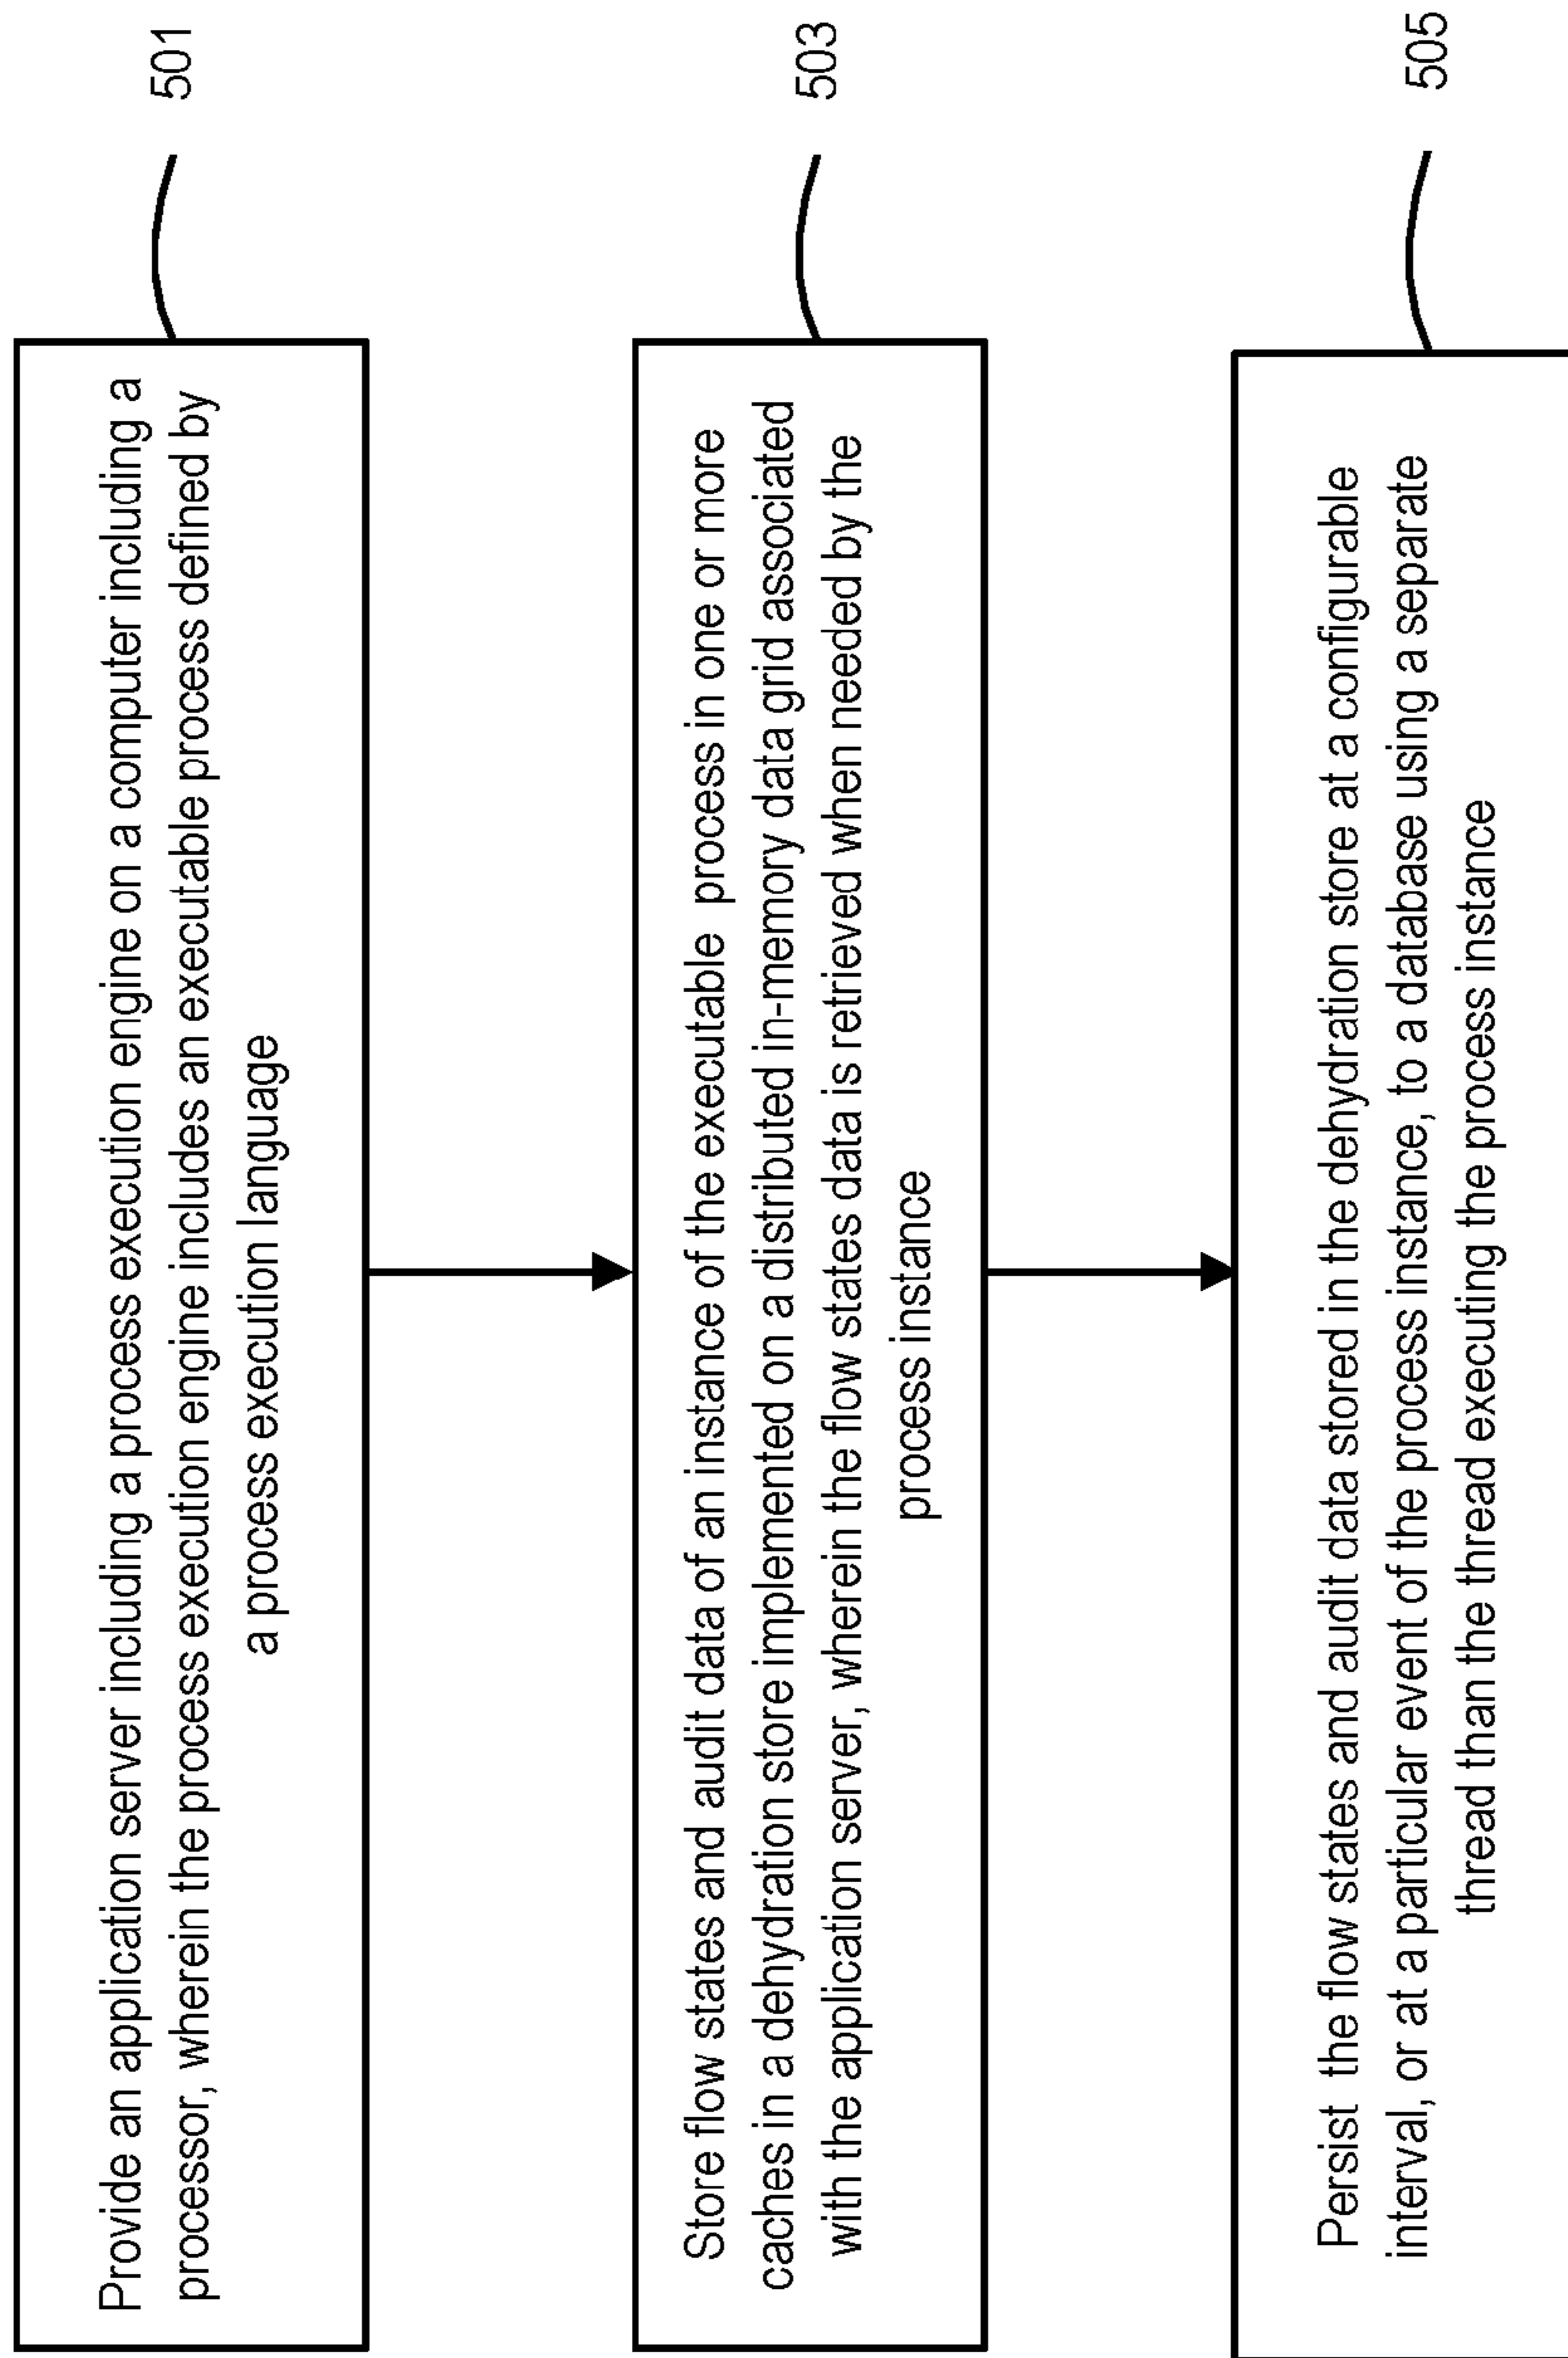 Provide an application server including a process execution engine on a computer including a
processor, wherein the process execution engine includes an executable process defined by
a process execution language
501
Store flow states and audit data of an instance of the executable process in one or more
caches in a dehydration store implemented on a distributed in-memory data grid associated
with the application server, wherein the flow states data is retrieved when needed by the
process instance
503
Persist the flow states and audit data stored in the dehydration store at a configurable
interval, or at a particular event of the process instance, to a database using a separate
thread than the thread executing the process instance
505